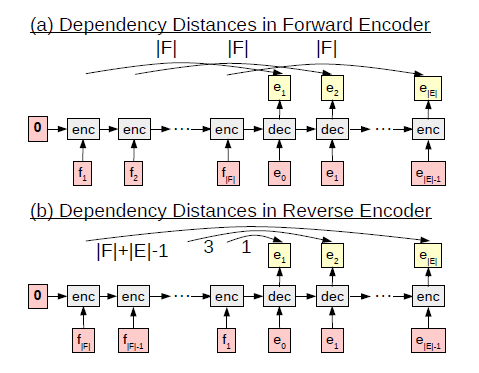 (a) Dependency Distances in Forward Encoder
|F| |F| |F|
e1 e2 e|E|
0 enc enc ... enc dec dec ... enc
f1 f2 f|F| e0 e1 e|E|-1
(b) Dependency Distances in Reverse Encoder
|F|+|E|-1 3 1 e1 e2 e|E|
0 enc enc ... enc dec dec ... enc
f|F| f|F|-1 f1 e0 e1 e|E|-1